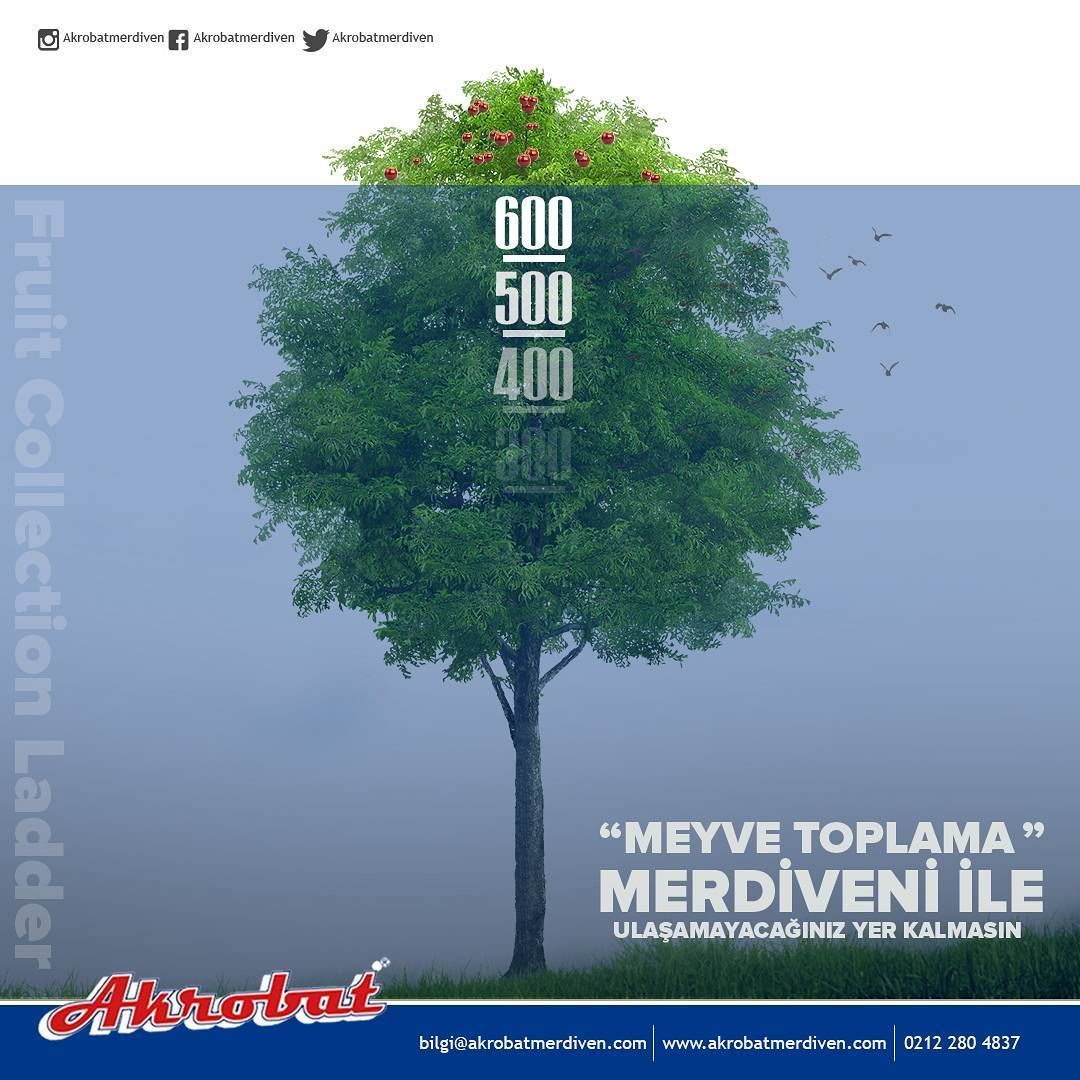 Akrobatmerdiven Akrobatmerdiven Akrobatmerdiven
600
500
400
300
Fruit Collection Ladder
“MEYVE TOPLAMA”
MERDİVENİ İLE
ULAŞAMAYACAĞINIZ YER KALMASIN
Akrobat
bilgi@akrobatmerdiven.com www.akrobatmerdiven.com 0212 280 4837